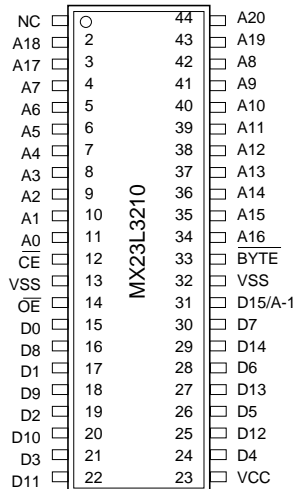 NC 44 A20
A18 2 43 A19
A17 3 42 A8
A7 4 41 A9
A6 5 40 A10
A5 6 39 A11
A4 7 38 A12
A3 8 37 A13
A2 9 36 A14
A1 10 35 A15
A0 11 34 A16
CE 12 33 BYTE
VSS 13 32 VSS
OE 14 31 D15/A-1
D0 15 30 D7
D8 16 29 D14
D1 17 28 D6
D9 18 27 D13
D2 19 26 D5
D10 20 25 D12
D3 21 24 D4
D11 22 23 VCC
MX23L3210